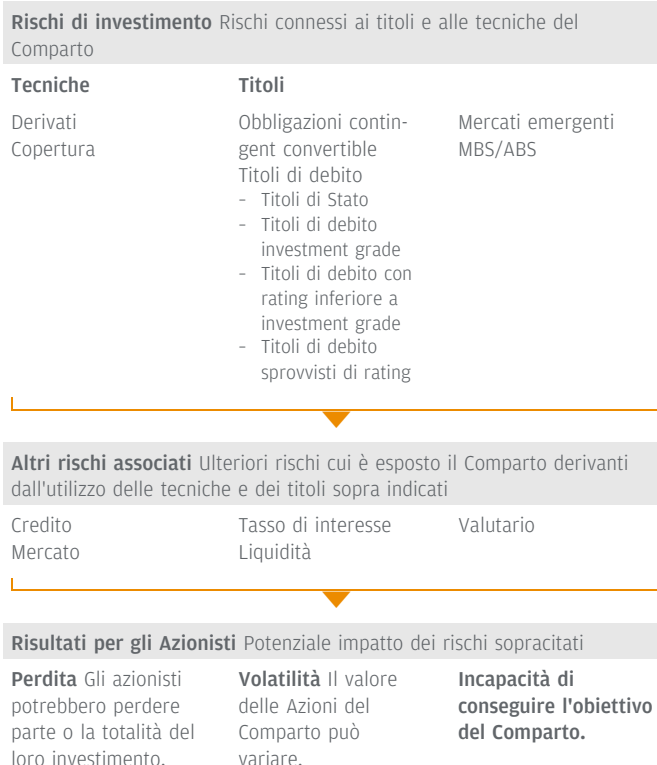 Rischi di investimento Rischi connessi ai titoli e alle tecniche del
Comparto
Tecniche
Derivati
Copertura
Titoli
Obbligazioni contin-
gent convertible
Titoli di debito
- Titoli di Stato
- Titoli di debito
investment grade
- Titoli di debito con
rating inferiore a
investment grade
- Titoli di debito
sprovvisti di rating
Mercati emergenti
MBS/ABS
Altri rischi associati Ulteriori rischi cui è esposto il Comparto derivanti
dall'utilizzo delle tecniche e dei titoli sopra indicati
Credito
Mercato
Tasso di interesse
Liquidità
Valutario
Risultati per gli Azionisti Potenziale impatto dei rischi sopracitati
Perdita Gli azionisti
potrebbero perdere
parte o la totalità del
loro investimento.
Volatilità Il valore
delle Azioni del
Comparto può
variare.
Incapacità di
conseguire l'obiettivo
del Comparto.